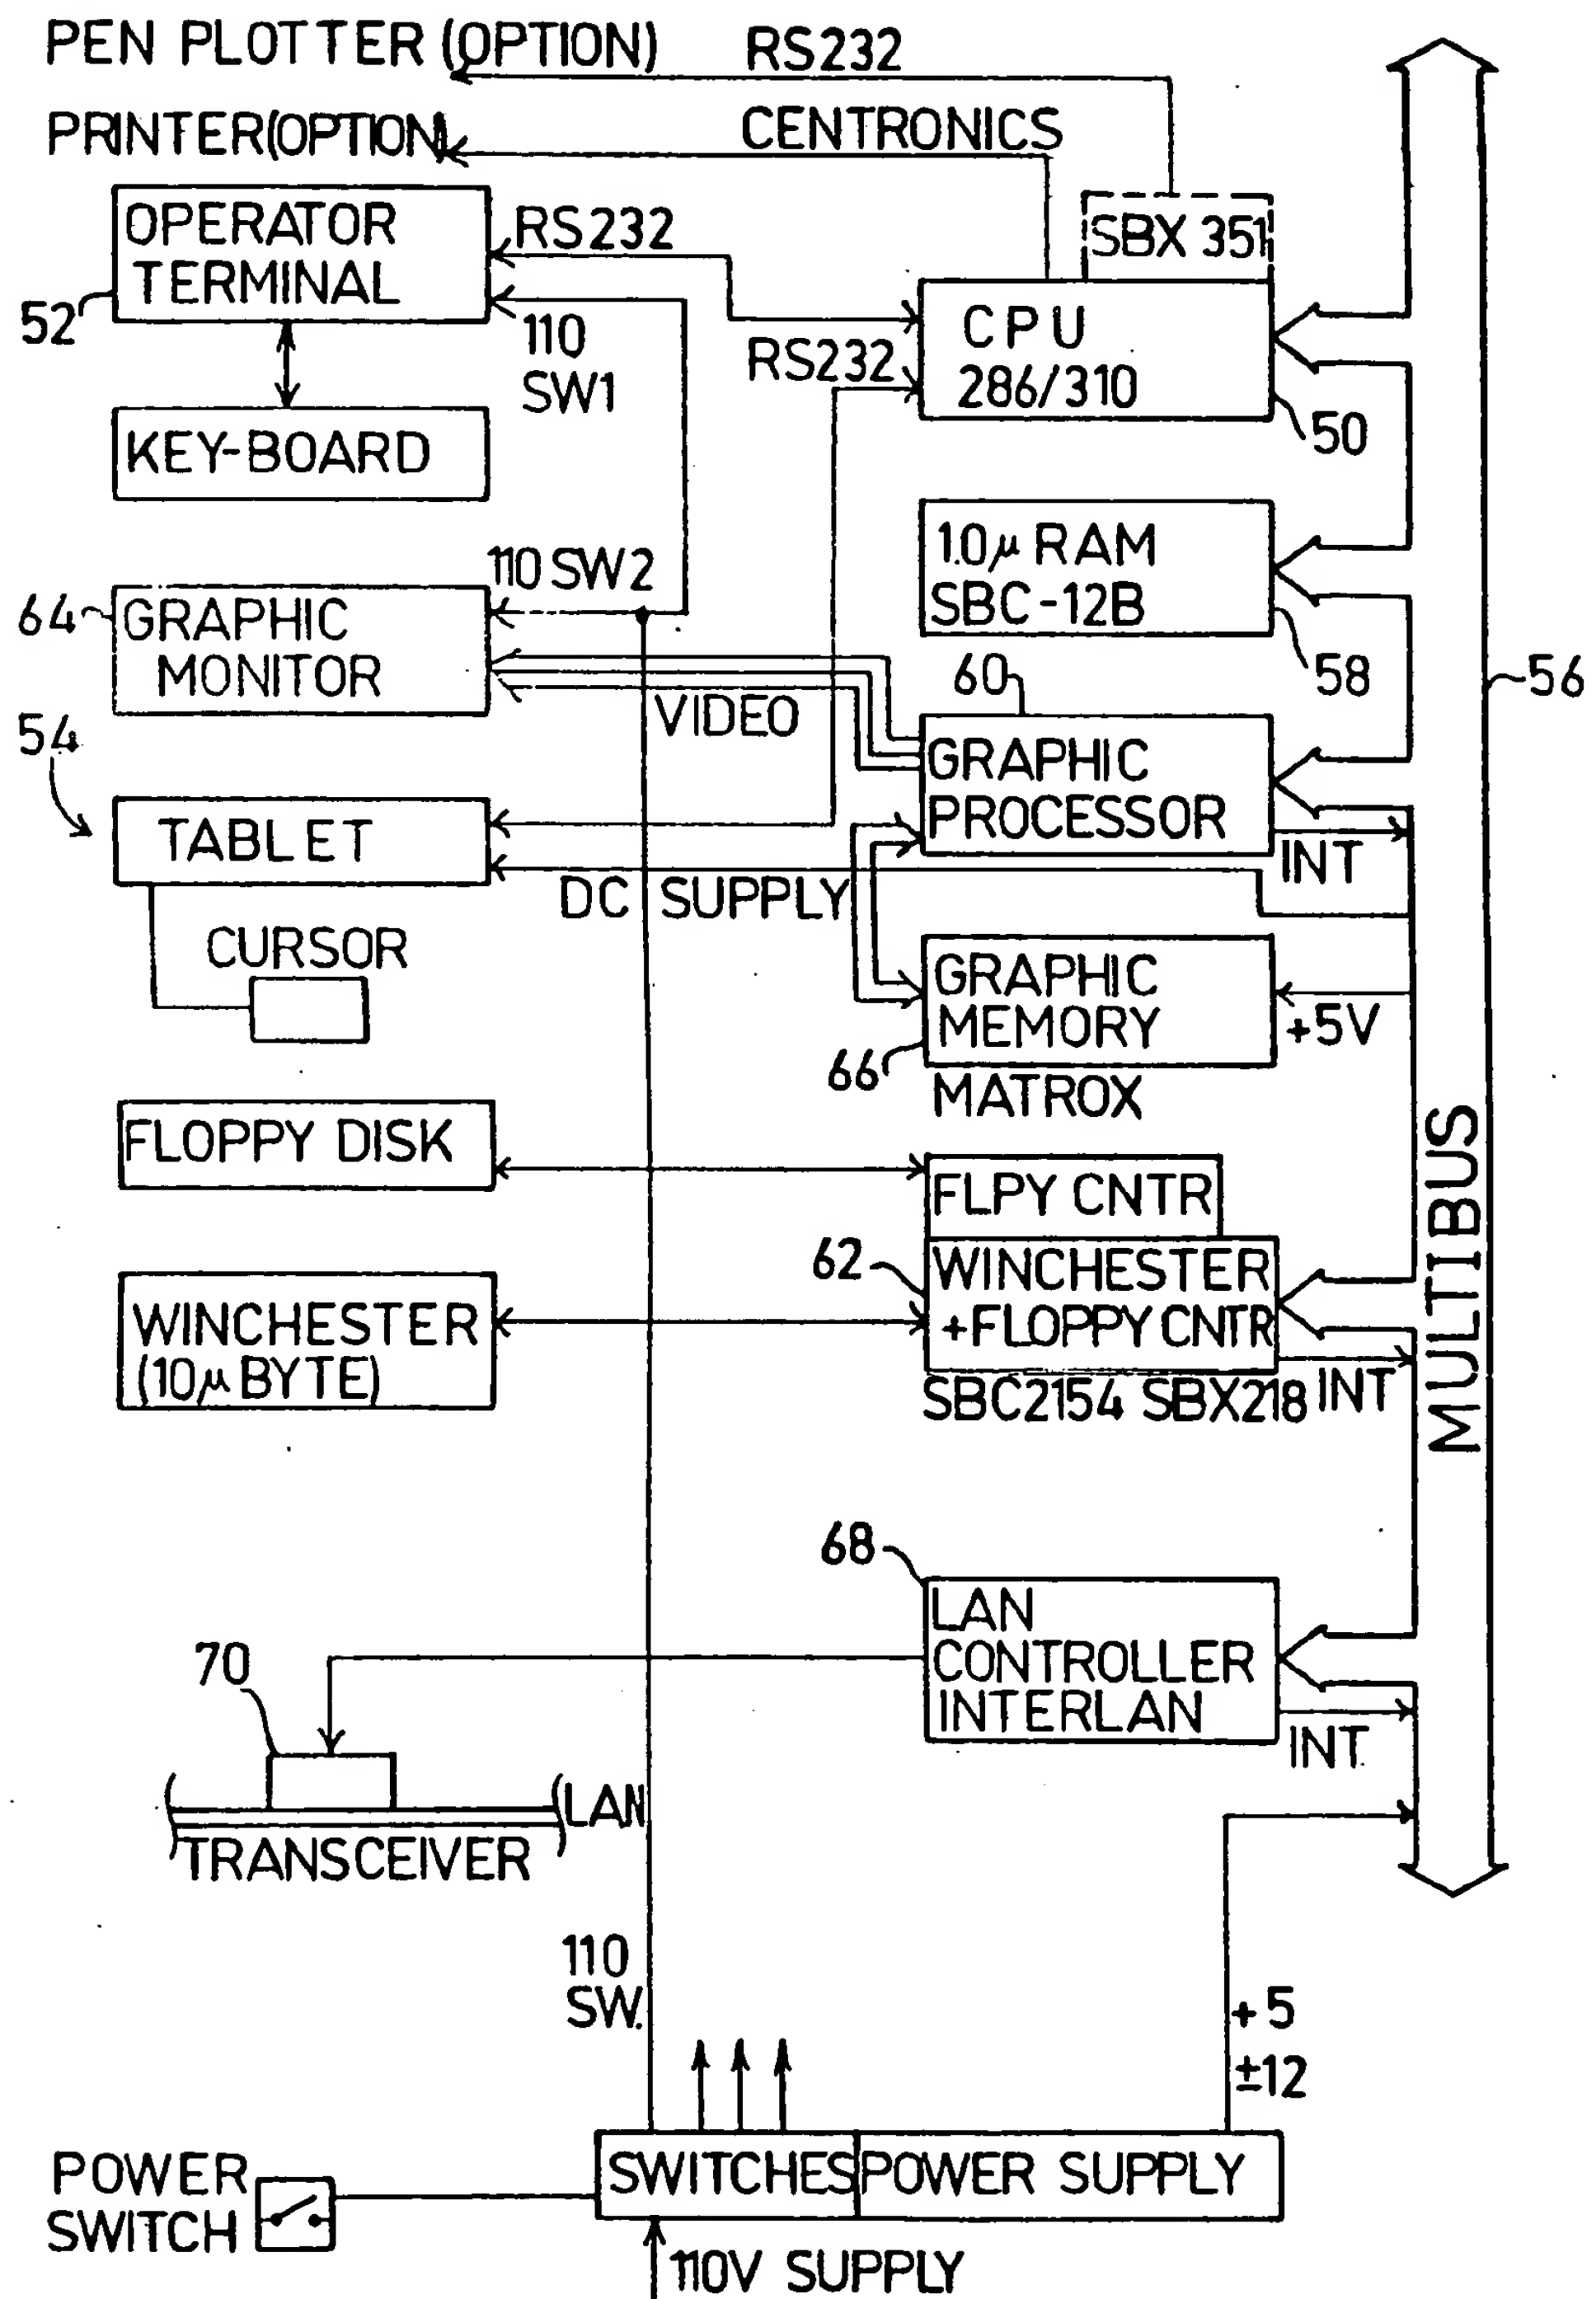 PEN PLOTTER (OPTION) RS232
PRINTER(OPTION) CENTRONICS
OPERATOR
TERMINAL
52
RS232
SBX 351
110
SW1
RS232
CPU
286/310
50
KEY-BOARD
110 SW2
1.0μ RAM
SBC-12B
58
64
GRAPHIC
MONITOR
VIDEO
60
56
54
GRAPHIC
PROCESSOR
INT
TABLET
DC SUPPLY
CURSOR
GRAPHIC
MEMORY
+5V
66
MATROX
FLOPPY DISK
FLPY CNTR
MULTIBUS
62
WINCHESTER
+FLOPPY CNTR
WINCHESTER
(10μ BYTE)
SBC2154 SBX218 INT
68
LAN
CONTROLLER
INTERLAN
INT
70
LAN
TRANSCEIVER
110
SW.
+5
±12
POWER
SWITCH
SWITCHES POWER SUPPLY
110V SUPPLY